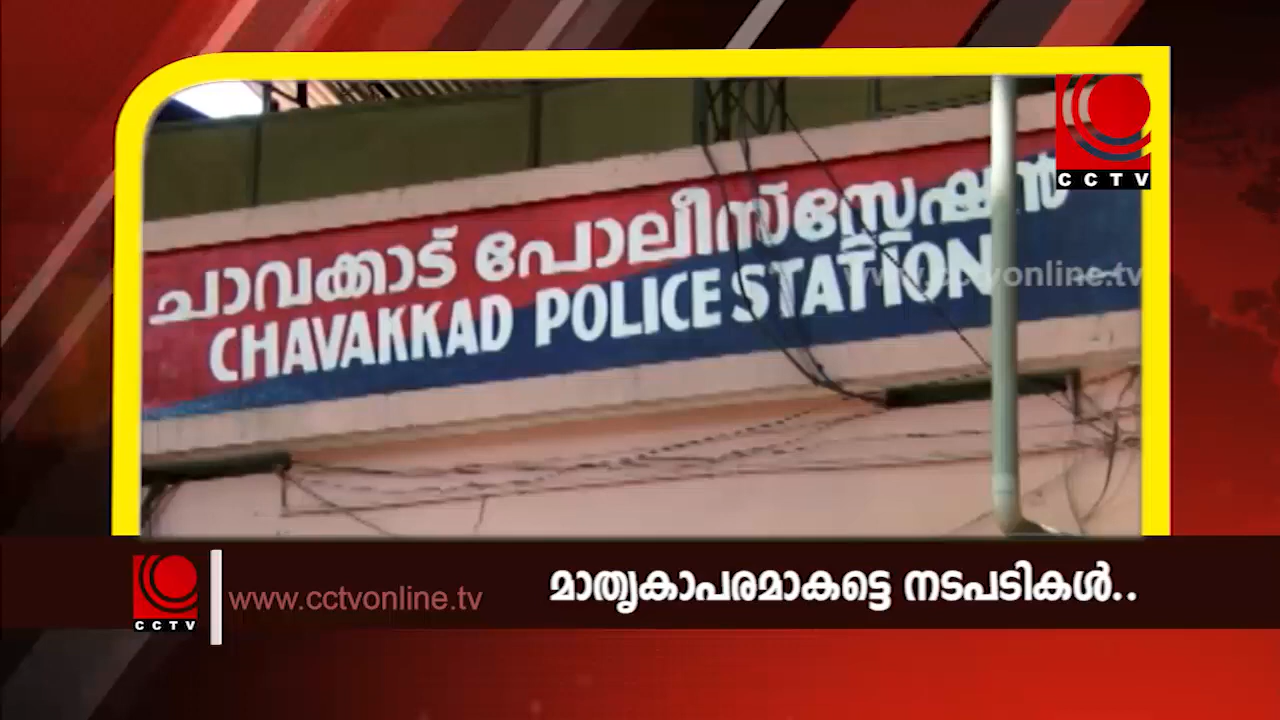 CCTV
ചാവക്കാട് പോലീസ്സ്റ്റേഷൻ
CHAVAKKAD POLICE STATION
www.cctvonline.tv
CCTV
www.cctvonline.tv
മാതൃകാപരമാകട്ടെ നടപടികൾ..